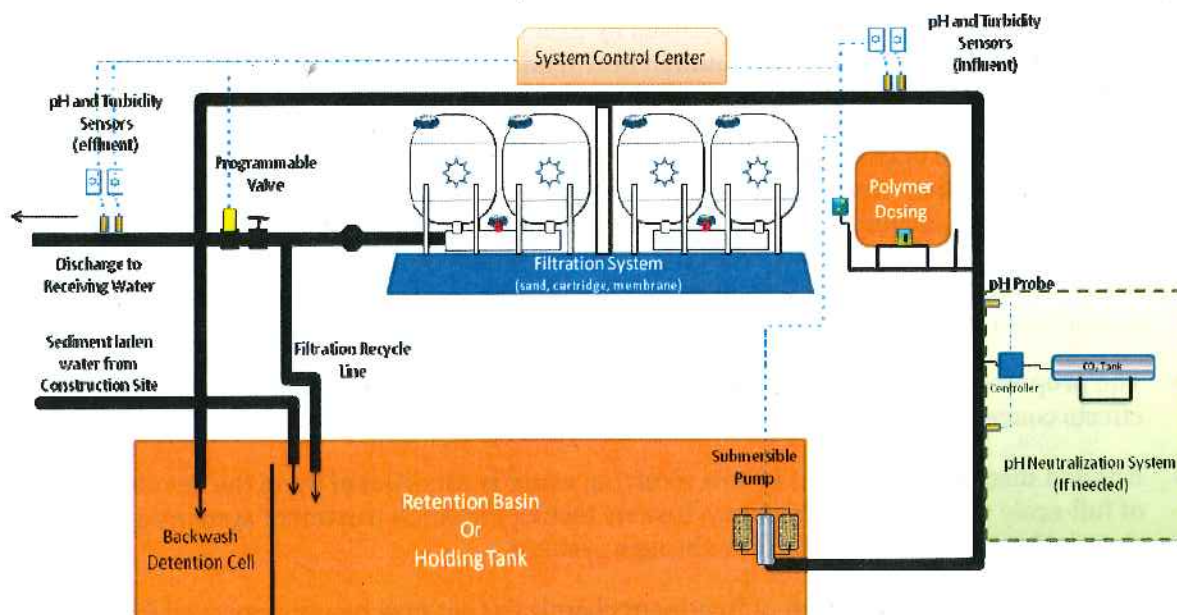 System Control Center
pH and Turbidity
Sensors
(influent)
pH and Turbidity
Sensors
(effluent)
Programmable
Valve
Polymer
Dosing
Discharge to
Receiving Water
Filtration System
(sand, cartridge, membrane)
pH Probe
Sediment laden
water from
Construction Site
Filtration Recycle
Line
CO₂ Tank
Controller
Submersible
Pump
pH Neutralization System
(If needed)
Retention Basin
Or
Holding Tank
Backwash
Detention Cell